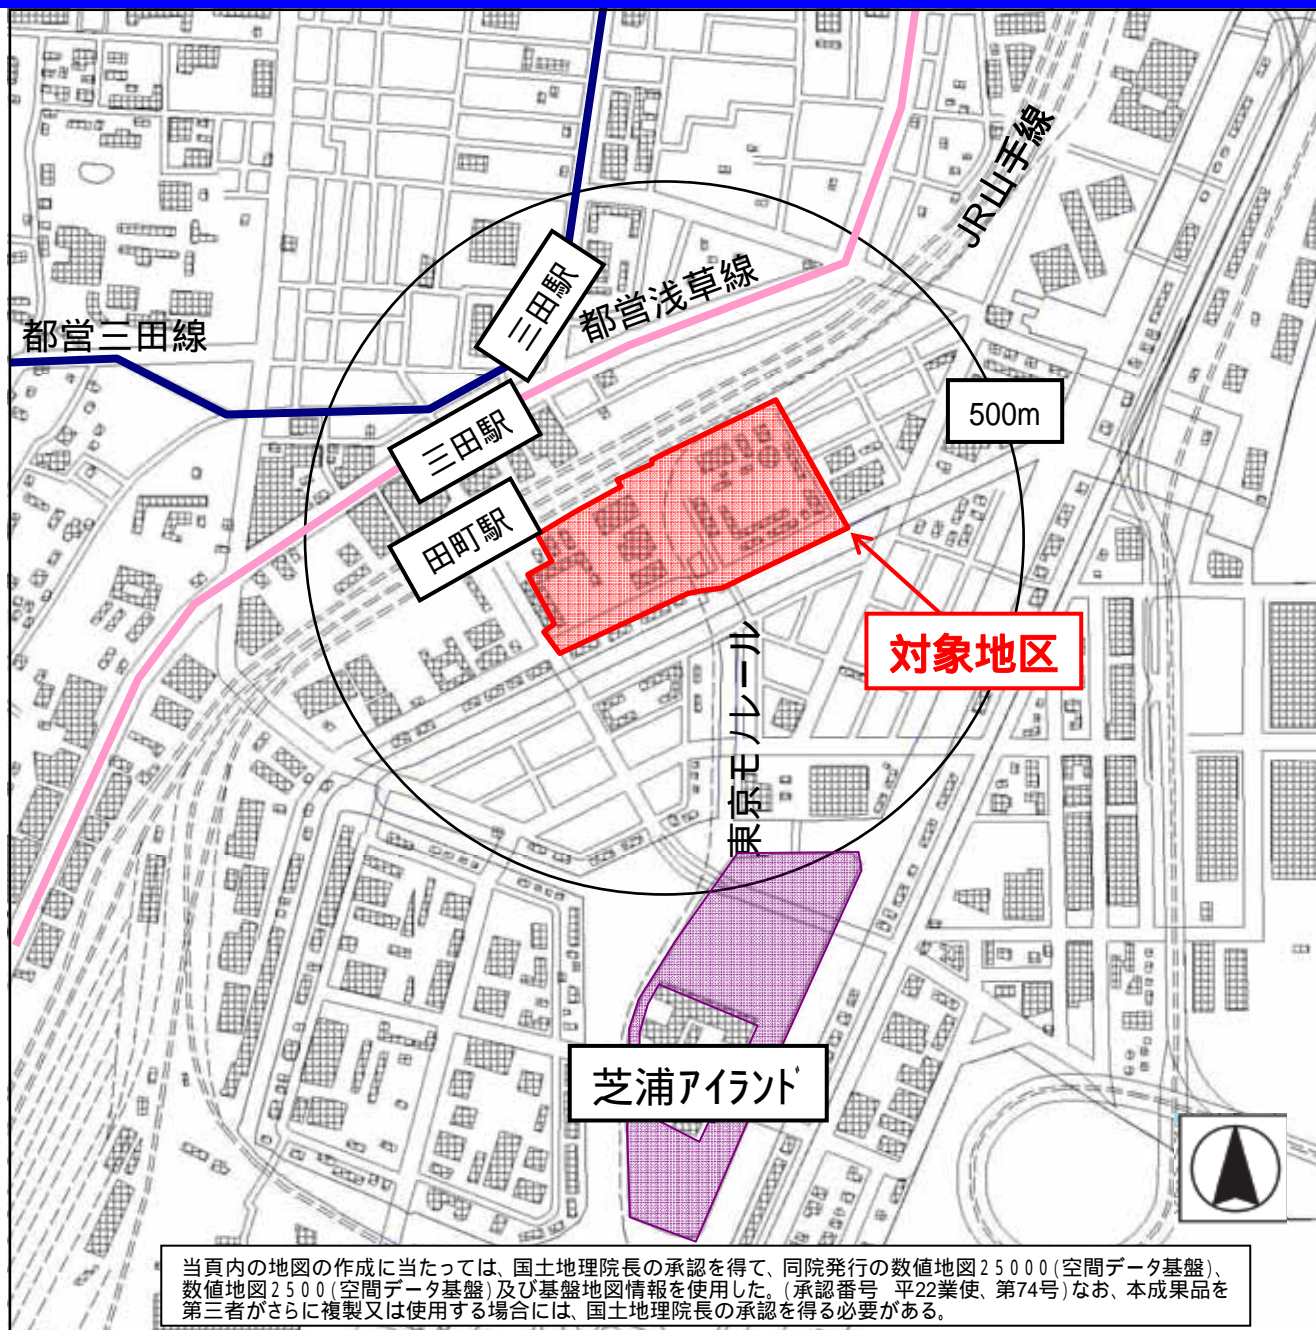 JR山手線
三田駅
都営浅草線
都営三田線
三田駅
500m
田町駅
対象地区
東京モノレール
芝浦アイランド
当頁内の地図の作成に当たっては、国土地理院長の承認を得て、同院発行の数値地図25000(空間データ基盤)、
数値地図2500(空間データ基盤)及び基盤地図情報を使用した。(承認番号 平22業使、第74号)なお、本成果品を
第三者がさらに複製又は使用する場合には、国土地理院長の承認を得る必要がある。